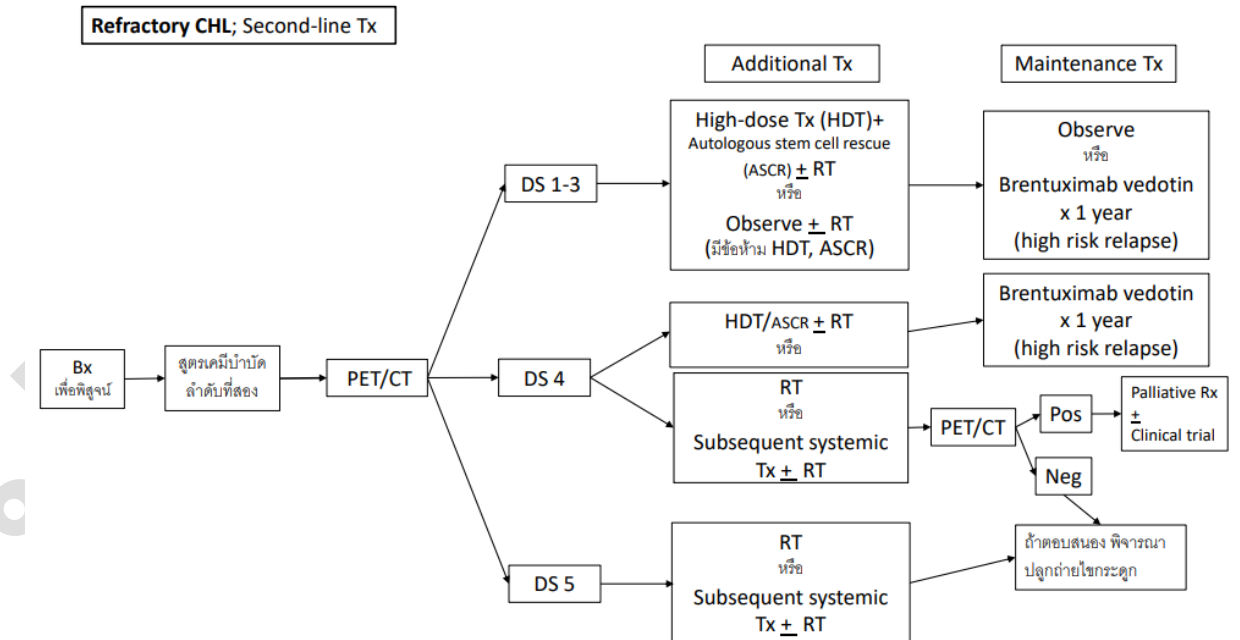 Refractory CHL; Second-line Tx
Additional Tx
Maintenance Tx
High-dose Tx (HDT)+
Autologous stem cell rescue
(ASCR) + RT
หรือ
Observe + RT
(มีข้อห้าม HDT, ASCR)
Observe
หรือ
Brentuximab vedotin
x 1 year
(high risk relapse)
DS 1-3
HDT/ASCR + RT
หรือ
Brentuximab vedotin
x 1 year
(high risk relapse)
Bx
เพื่อพิสูจน์
สูตรเคมีบำบัด
ลำดับที่สอง
PET/CT
DS 4
RT
หรือ
Subsequent systemic
Tx + RT
PET/CT
Pos
Palliative Rx
+
Clinical trial
Neg
DS 5
RT
หรือ
Subsequent systemic
Tx + RT
ถ้าตอบสนอง พิจารณา
ปลูกถ่ายไขกระดูก